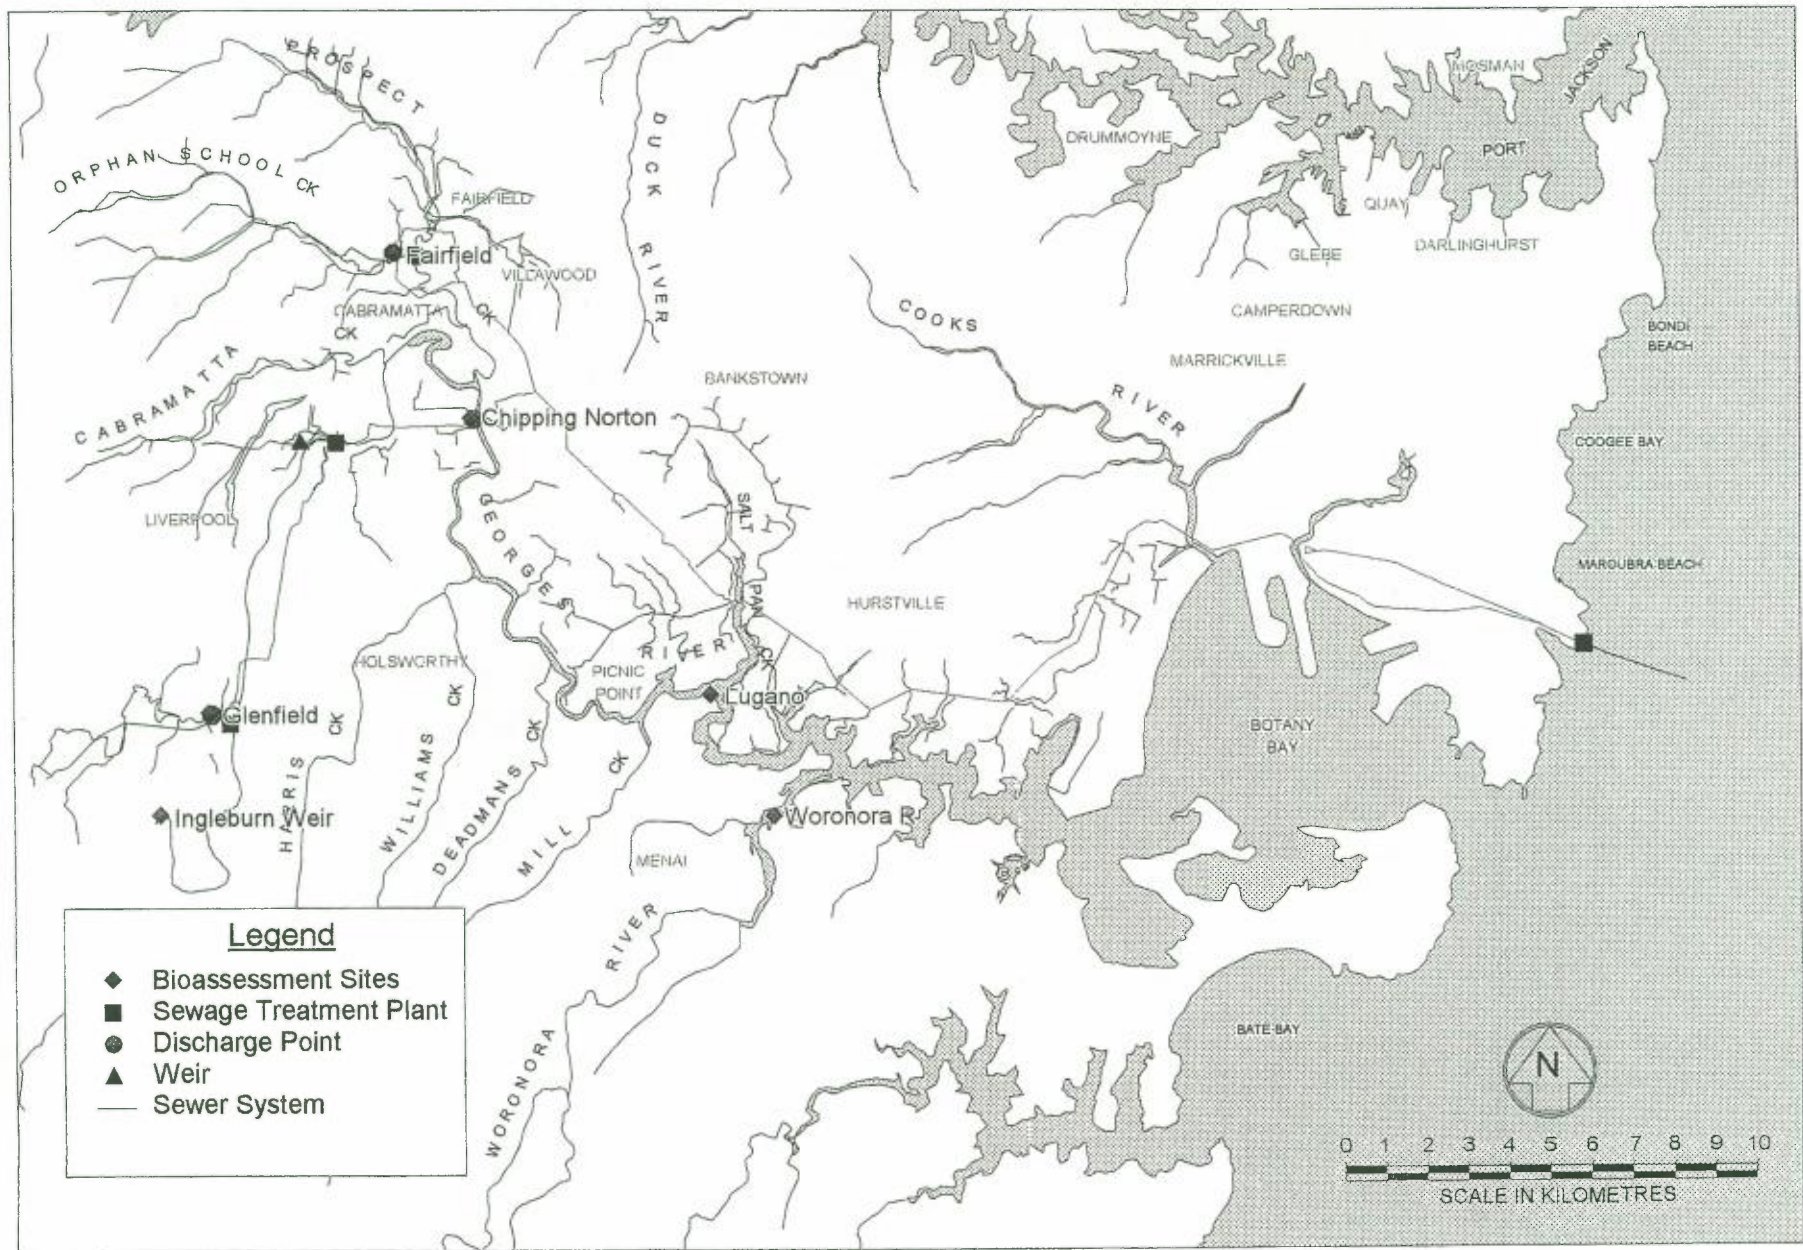 PROSPECT
MOSMAN
JACKSON
DRUMMOYNE
PORT
DUCK RIVER
ORPHAN SCHOOL CK
FAIRFIELD
QUAY
GLEBE
DARLINGHURST
Fairfield
VILLAWOOD
CABRAMATTA
CK
CK
COOKS RIVER
CAMPERDOWN
BONDI
BEACH
MARRICKVILLE
CABRAMATTA
BANKSTOWN
Chipping Norton
COOGEE BAY
LIVERPOOL
GEORGES
SALT
PAN
CK
MAROUBRA BEACH
HURSTVILLE
RIVER
HOLSWORTHY
PICNIC
POINT
Lugano
Glenfield
BOTANY
BAY
HARRIS CK
WILLIAMS CK
DEADMANS CK
MILL CK
Ingleburn Weir
Woronora R
MENAI
WORONORA RIVER
BATE BAY
Legend
Bioassessment Sites
Sewage Treatment Plant
Discharge Point
Weir
Sewer System
N
0 1 2 3 4 5 6 7 8 9 10
SCALE IN KILOMETRES